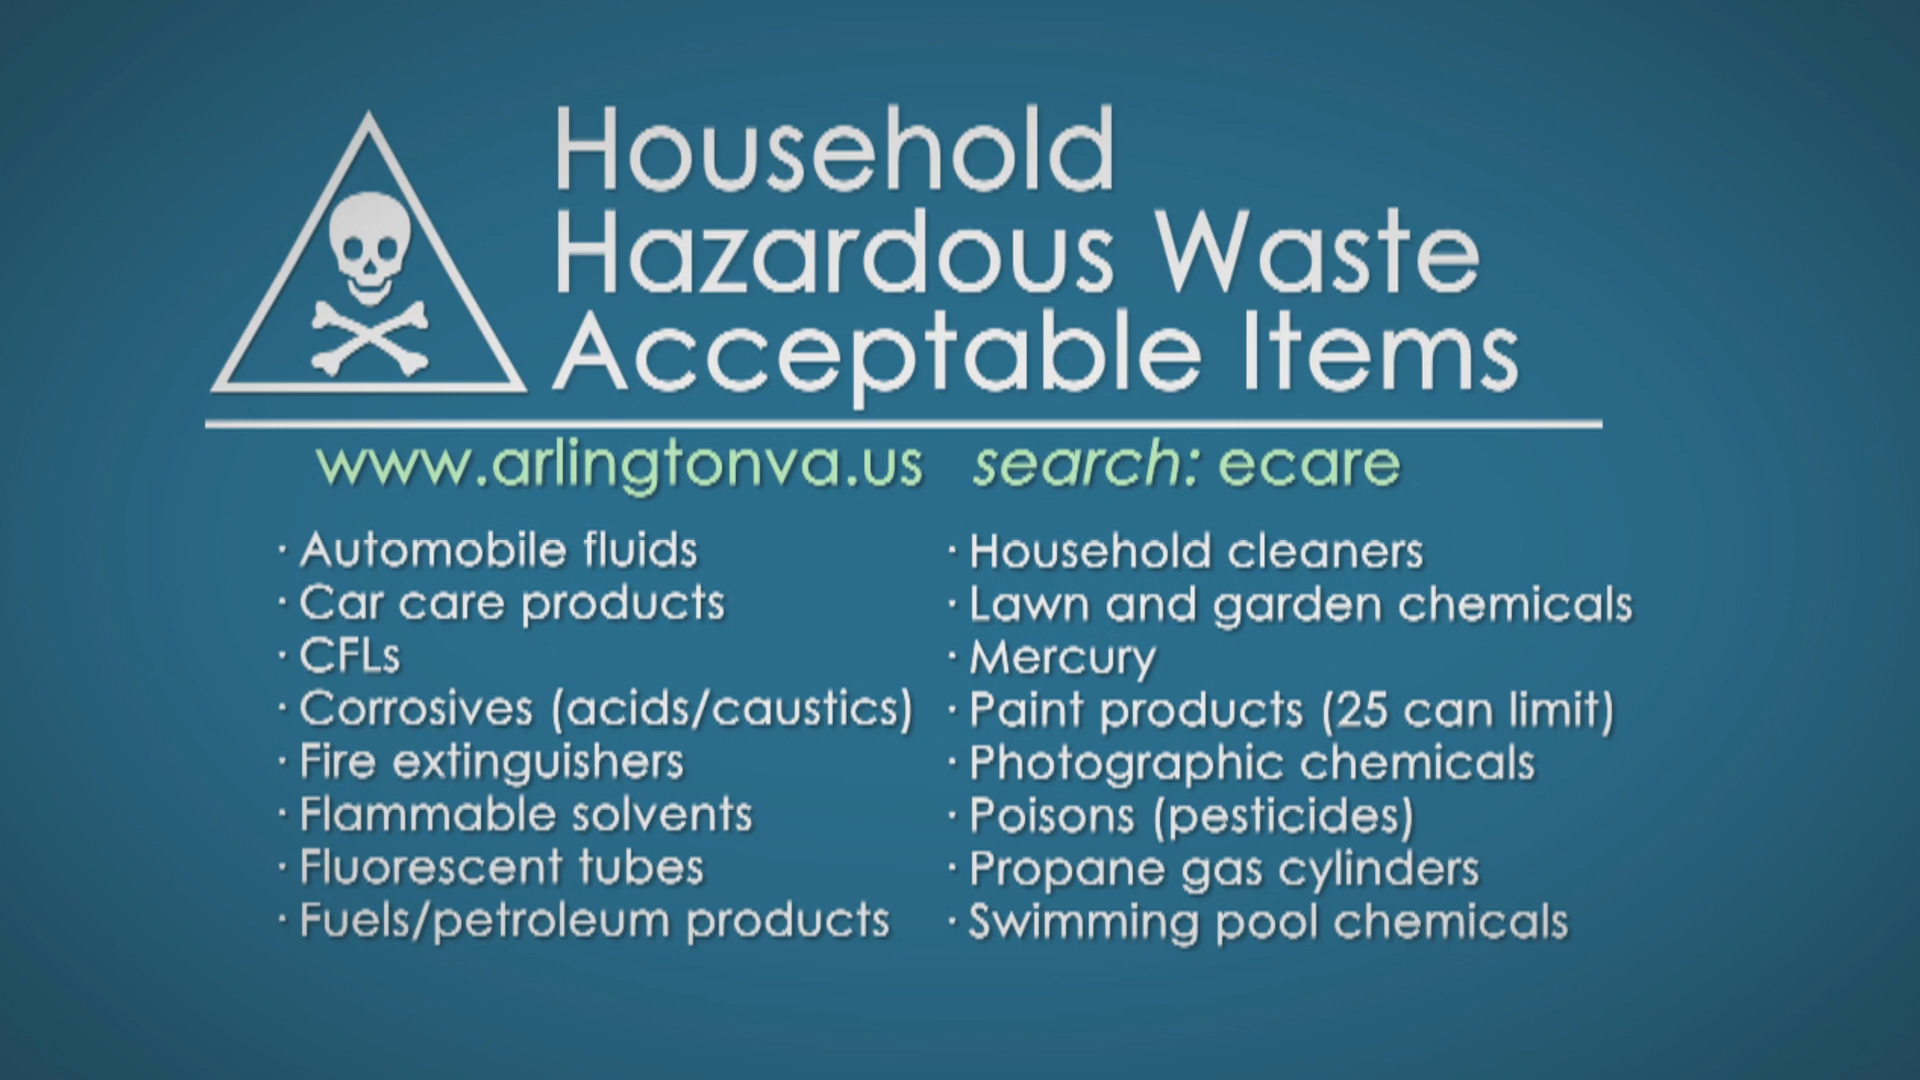 Household
Hazardous Waste
Acceptable Items
www.arlingtonva.us search: ecare
· Automobile fluids
· Car care products
· CFLs
· Corrosives (acids/caustics)
· Fire extinguishers
· Flammable solvents
· Fluorescent tubes
· Fuels/petroleum products
· Household cleaners
· Lawn and garden chemicals
· Mercury
· Paint products (25 can limit)
· Photographic chemicals
· Poisons (pesticides)
· Propane gas cylinders
· Swimming pool chemicals